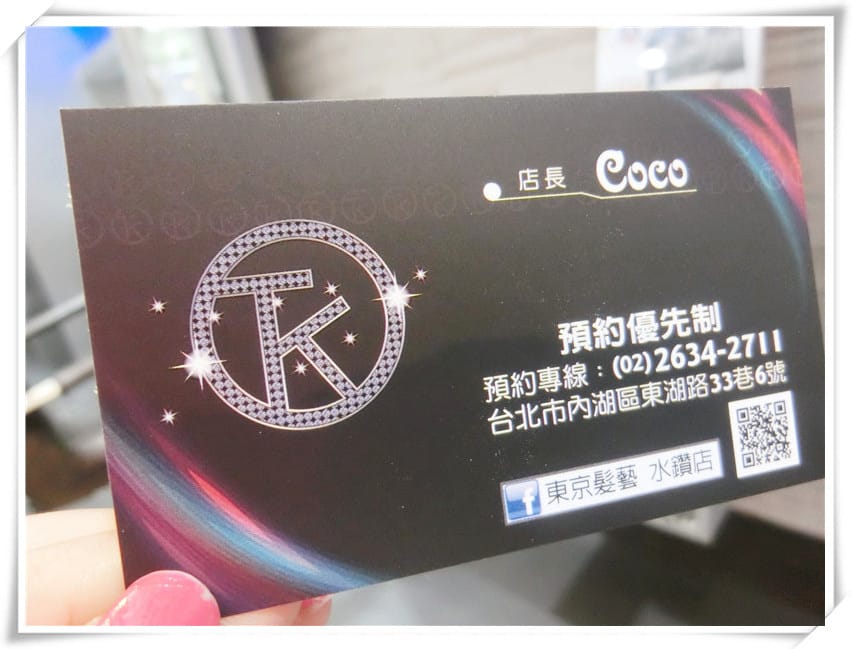 店長 Coco
TK
預約優先制
預約專線：(02)2634-2711
台北市內湖區東湖路33巷6號
f 東京髮藝 水鑽店